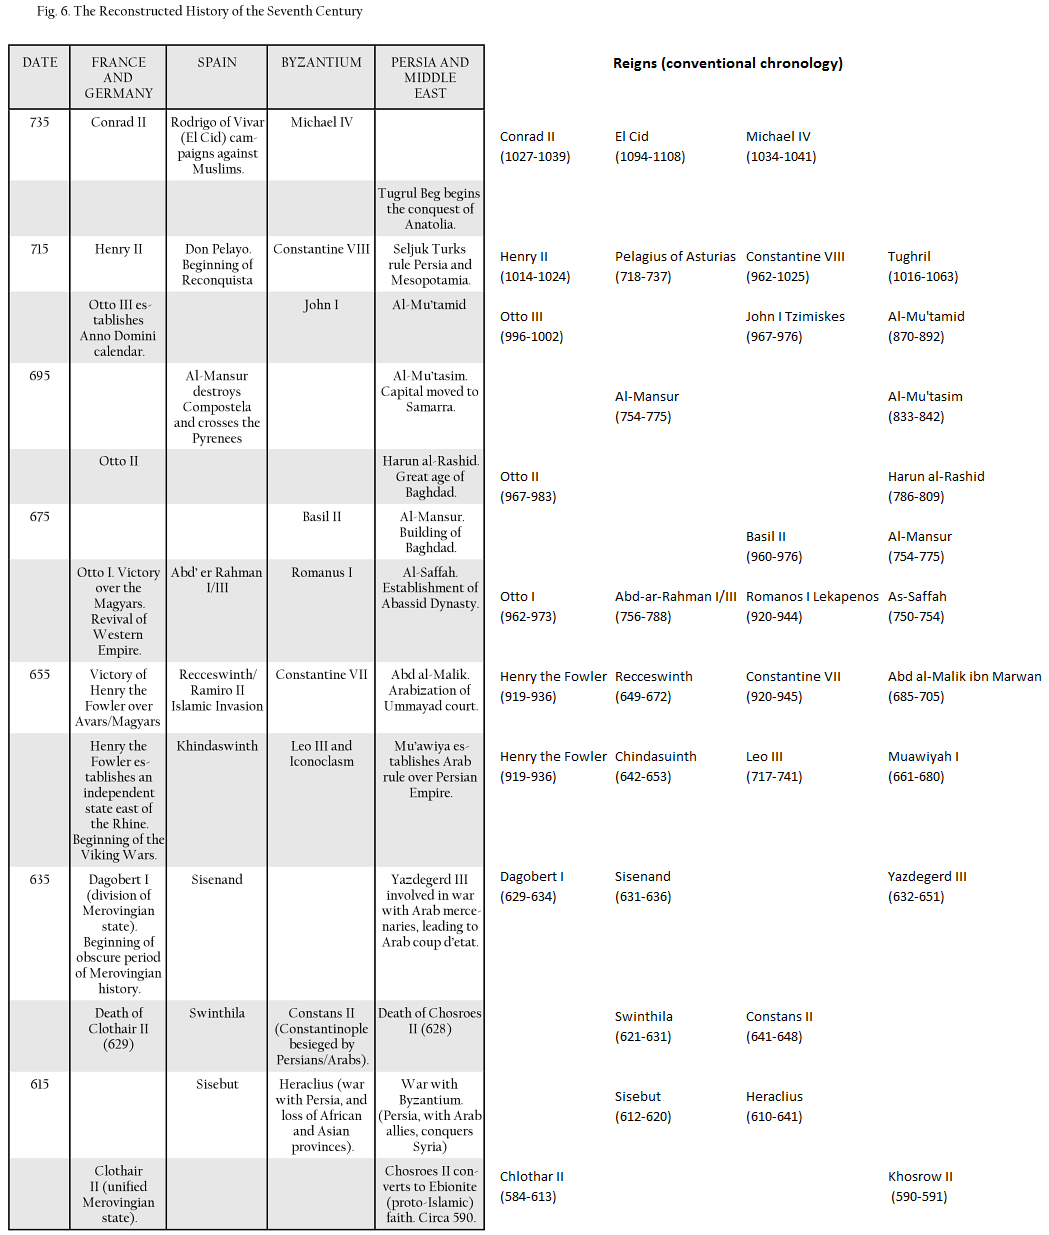 Fig. 6. The Reconstructed History of the Seventh Century
DATE
FRANCE
AND
GERMANY
SPAIN
BYZANTIUM
PERSIA AND
MIDDLE
EAST
735
Conrad II
Rodrigo of Vivar
(El Cid) cam-
paigns against
Muslims.
Michael IV
Tugrul Beg begins
the conquest of
Anatolia.
715
Henry II
Don Pelayo.
Beginning of
Reconquista
Constantine VIII
Seljuk Turks
rule Persia and
Mesopotamia.
Otto III es-
tablishes
Anno Domini
calendar.
John I
Al-Mu'tamid
695
Al-Mansur
destroys
Compostela
and crosses the
Pyrenees
Al-Mu'tasim.
Capital moved to
Samarra.
Otto II
Harun al-Rashid.
Great age of
Baghdad.
675
Basil II
Al-Mansur.
Building of
Baghdad.
Otto I. Victory
over the
Magyars.
Revival of
Western
Empire.
Abd' er Rahman
I/III
Romanus I
Al-Saffah.
Establishment of
Abassid Dynasty.
655
Victory of
Henry the
Fowler over
Avars/Magyars
Recceswinth/
Ramiro II
Islamic Invasion
Constantine VII
Abd al-Malik.
Arabization of
Ummayad court.
Henry the
Fowler es-
tablishes an
independent
state east of
the Rhine.
Beginning of the
Viking Wars.
Khindaswinth
Leo III and
Iconoclasm
Mu'awiya es-
tablishes Arab
rule over Persian
Empire.
635
Dagobert I
(division of
Merovingian
state).
Beginning of
obscure period
of Merovingian
history.
Sisenand
Yazdegerd III
involved in war
with Arab merce-
naries, leading to
Arab coup d'etat.
Death of
Clothair II
(629)
Swinthila
Constans II
(Constantinople
besieged by
Persians/Arabs).
Death of Chosroes
II (628)
615
Sisebut
Heraclius (war
with Persia, and
loss of African
and Asian
provinces).
War with
Byzantium.
(Persia, with Arab
allies, conquers
Syria)
Clothair
II (unified
Merovingian
state).
Chosroes II con-
verts to Ebionite
(proto-Islamic)
faith. Circa 590.
Reigns (conventional chronology)
Conrad II
(1027-1039)
El Cid
(1094-1108)
Michael IV
(1034-1041)
Henry II
(1014-1024)
Pelagius of Asturias
(718-737)
Constantine VIII
(962-1025)
Tughril
(1016-1063)
Otto III
(996-1002)
John I Tzimiskes
(967-976)
Al-Mu'tamid
(870-892)
Al-Mansur
(754-775)
Al-Mu'tasim
(833-842)
Otto II
(967-983)
Harun al-Rashid
(786-809)
Basil II
(960-976)
Al-Mansur
(754-775)
Otto I
(962-973)
Abd-ar-Rahman I/III
(756-788)
Romanos I Lekapenos
(920-944)
As-Saffah
(750-754)
Henry the Fowler
(919-936)
Recceswinth
(649-672)
Constantine VII
(920-945)
Abd al-Malik ibn Marwan
(685-705)
Henry the Fowler
(919-936)
Chindasuinth
(642-653)
Leo III
(717-741)
Muawiyah I
(661-680)
Dagobert I
(629-634)
Sisenand
(631-636)
Yazdegerd III
(632-651)
Swinthila
(621-631)
Constans II
(641-648)
Sisebut
(612-620)
Heraclius
(610-641)
Chlothar II
(584-613)
Khosrow II
(590-591)